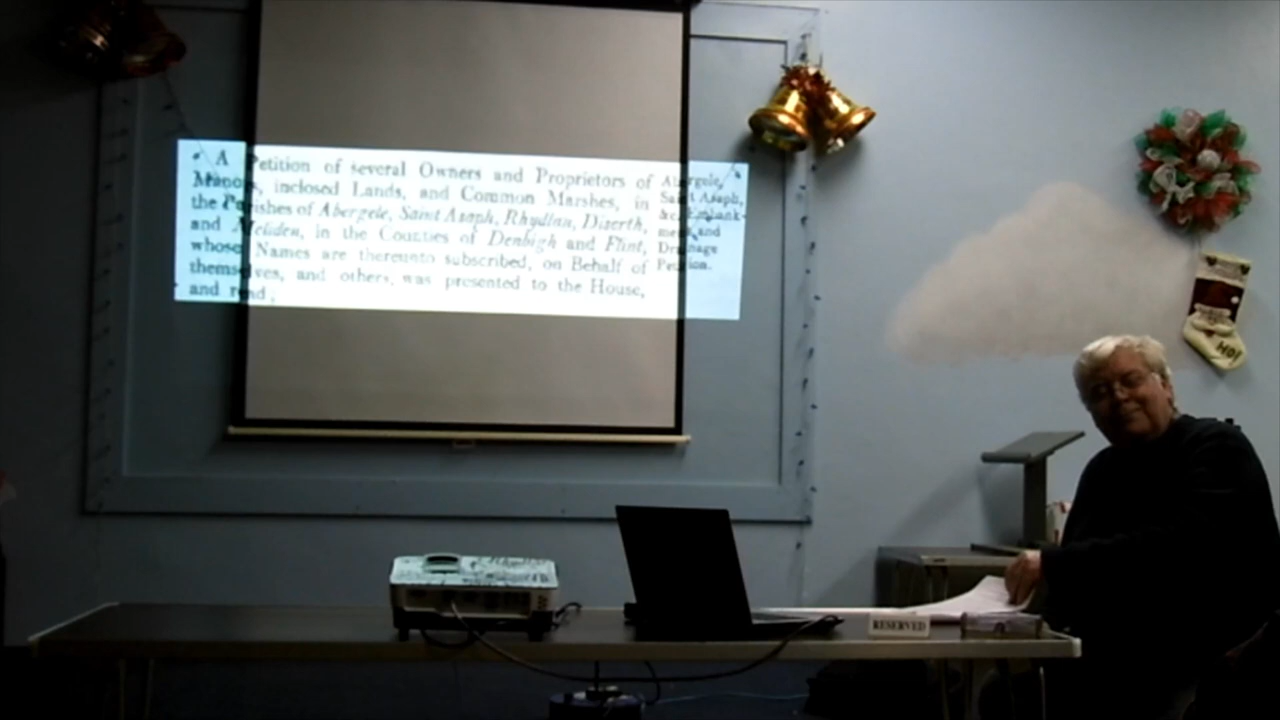 A Petition of several Owners and Proprietors of
Manors, inclosed Lands, and Common Marshes, in
the Parishes of Abergele, Saint Asaph, Rhydlan, Diserth,
and Meliden, in the Counties of Denbigh and Flint,
whose Names are thereunto subscribed, on Behalf of
themselves, and others, was presented to the House,
and read;
Abergele,
Saint Asaph,
&c. Embank-
ment and
Drainage
Petition.
HO!
RESERVED